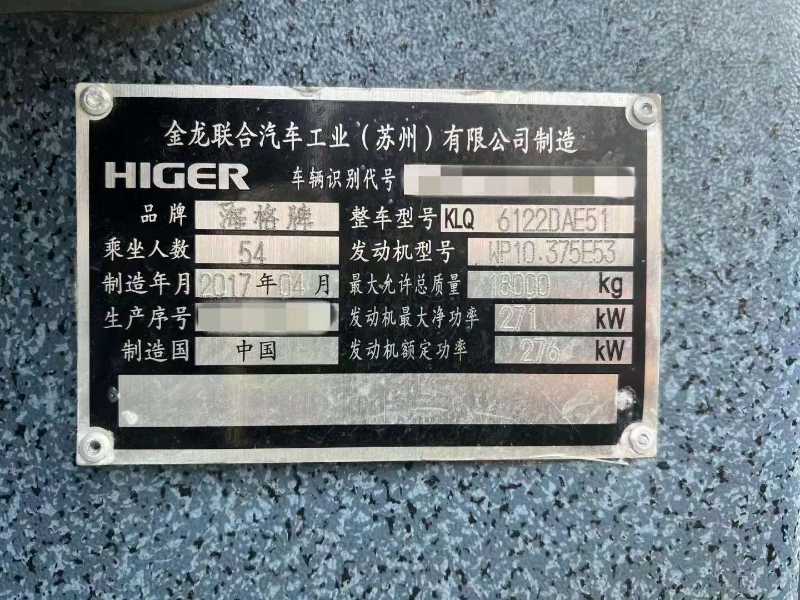 金龙联合汽车工业（苏州）有限公司制造
HIGER 车辆识别代号
品牌 海格牌 整车型号 KLQ 6122DAE51
乘坐人数 54 发动机型号 WP10.375E53
制造年月 2017年04月 最大允许总质量 18000 kg
生产序号 发动机最大净功率 271 kW
制造国 中国 发动机额定功率 276 kW